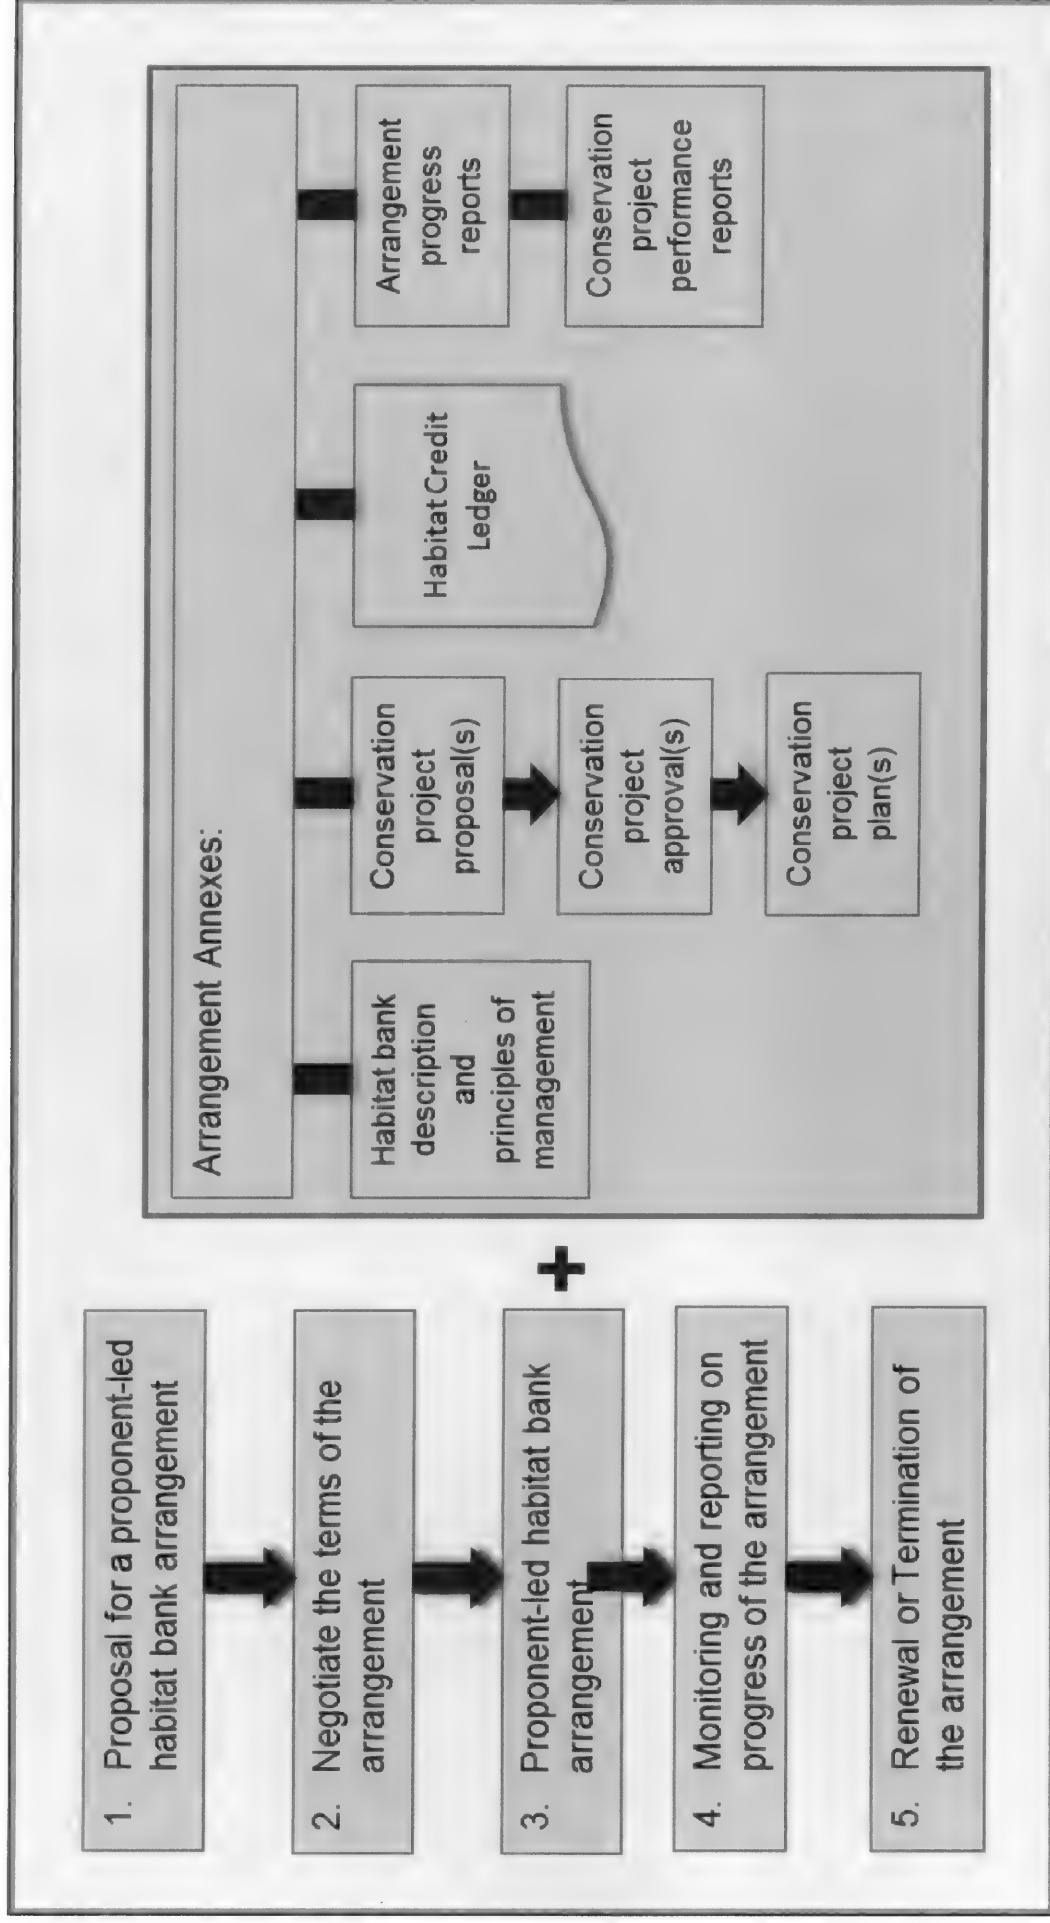 1. Proposal for a proponent-led
habitat bank arrangement
2. Negotiate the terms of the
arrangement
3. Proponent-led habitat bank
arrangement
4. Monitoring and reporting on
progress of the arrangement
5. Renewal or Termination of
the arrangement
+
Arrangement Annexes:
Habitat bank
description
and
principles of
management
Conservation
project
proposal(s)
Conservation
project
approval(s)
Conservation
project
plan(s)
Habitat Credit
Ledger
Arrangement
progress
reports
Conservation
project
performance
reports